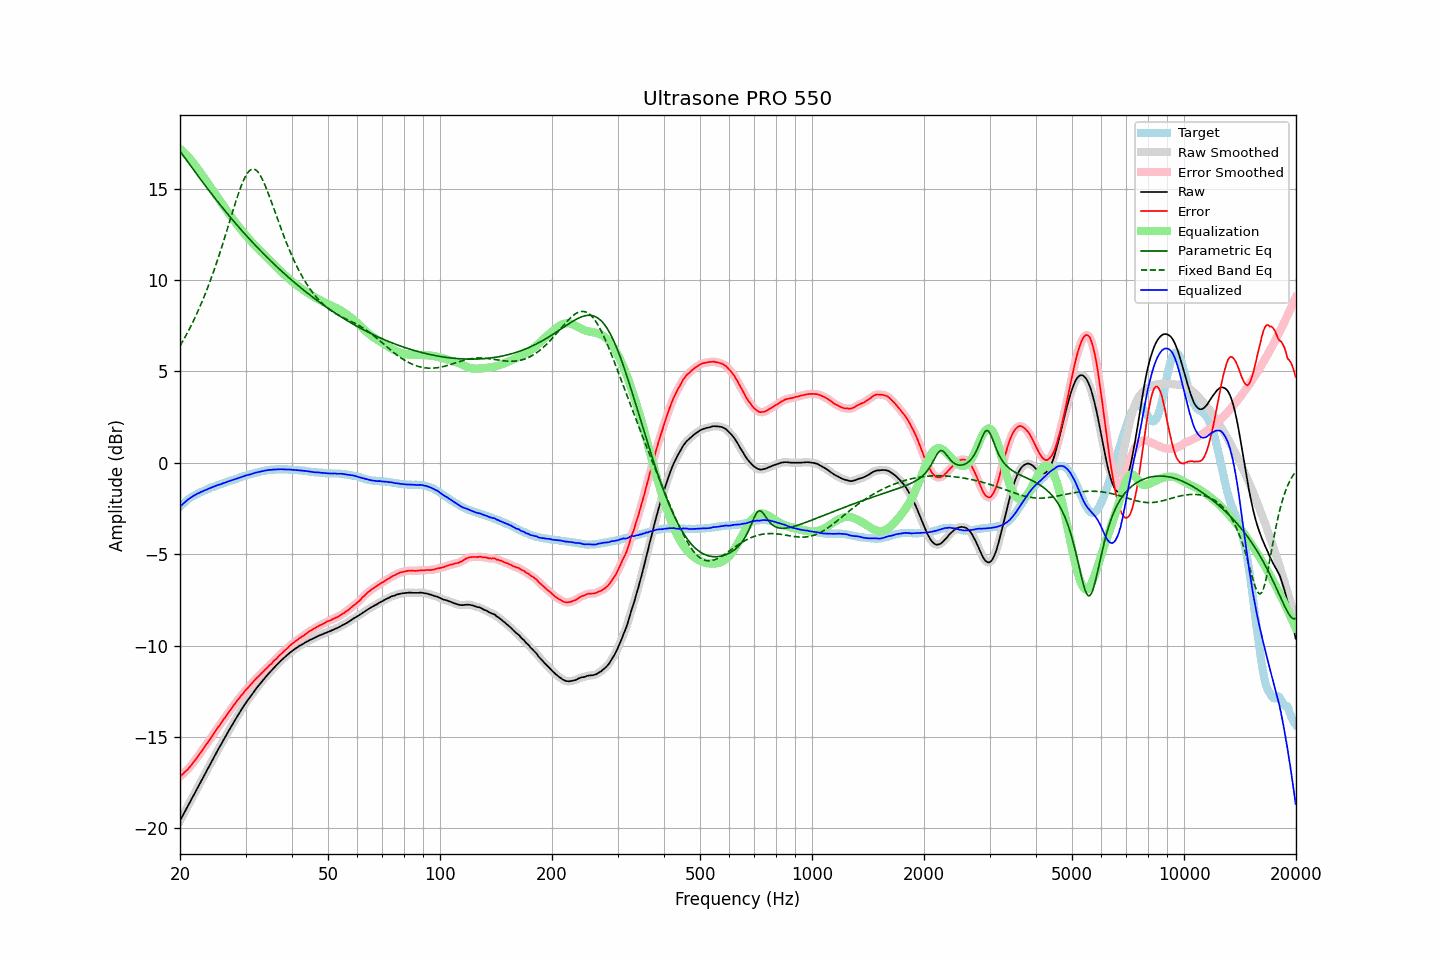 Ultrasone PRO 550
Target
Raw Smoothed
Error Smoothed
Raw
Error
Equalization
Parametric Eq
Fixed Band Eq
Equalized
15
10
5
0
−5
−10
−15
−20
Amplitude (dBr)
20 50 100 200 500 1000 2000 5000 10000 20000
Frequency (Hz)